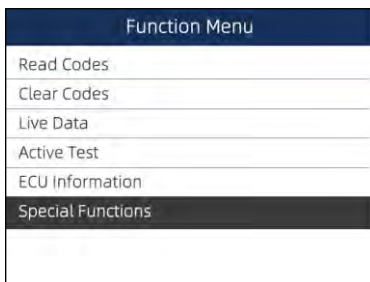 Function Menu
Read Codes
Clear Codes
Live Data
Active Test
ECU Information
Special Functions